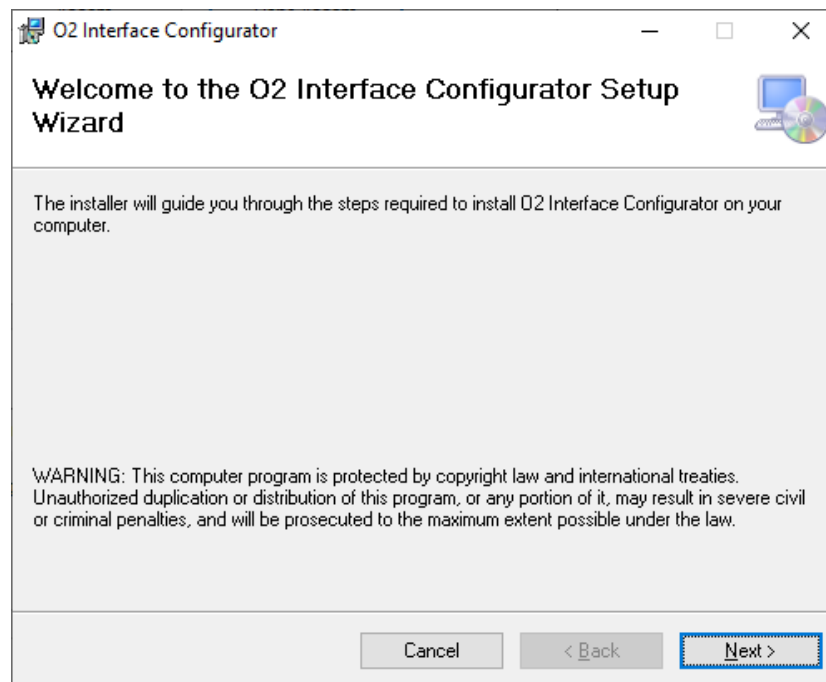 O2 Interface Configurator
Welcome to the O2 Interface Configurator Setup
Wizard
The installer will guide you through the steps required to install O2 Interface Configurator on your
computer.
WARNING: This computer program is protected by copyright law and international treaties.
Unauthorized duplication or distribution of this program, or any portion of it, may result in severe civil
or criminal penalties, and will be prosecuted to the maximum extent possible under the law.
Cancel < Back Next >